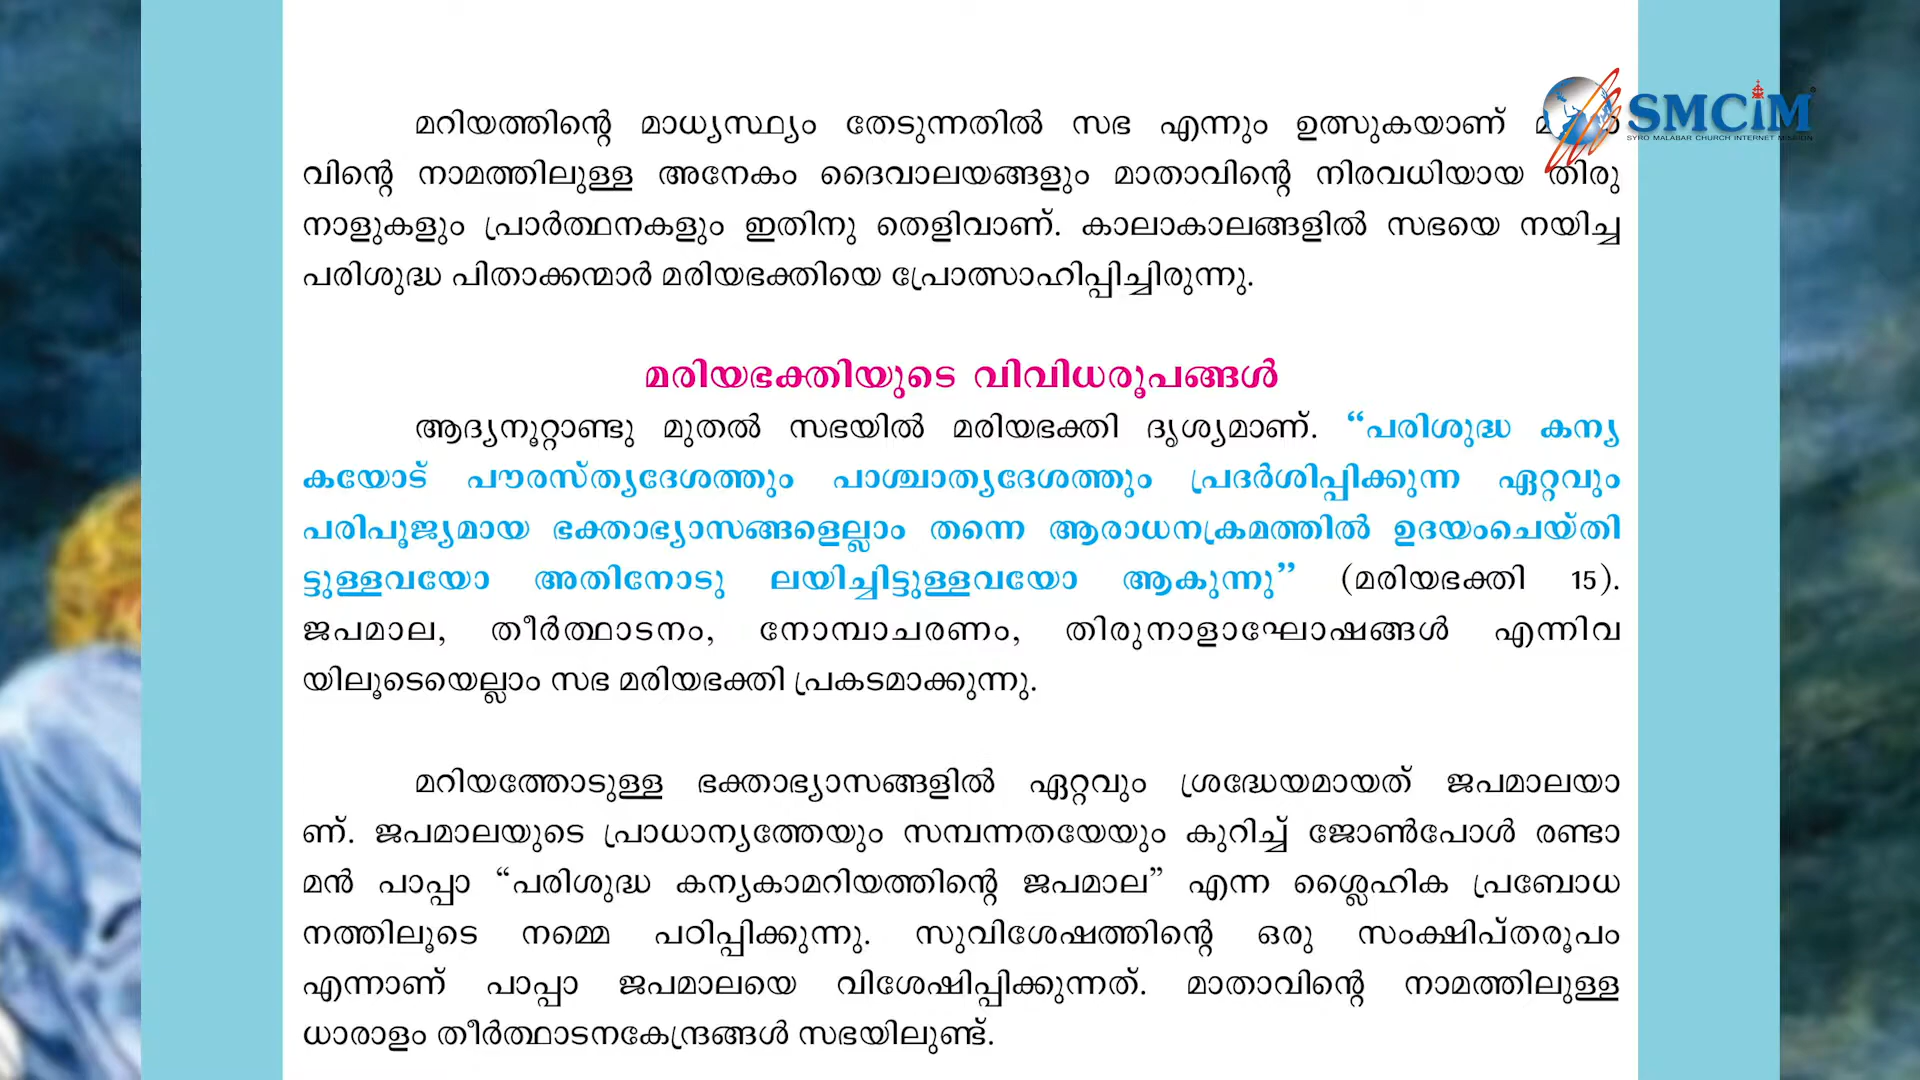 മറിയത്തിന്റെ മാധ്യസ്ഥ്യം തേടുന്നതിൽ സഭ എന്നും ഉത്സുകയാണ്
വിന്റെ നാമത്തിലുള്ള അനേകം ദൈവാലയങ്ങളും മാതാവിന്റെ നിരവധിയായ തിരു
നാളുകളും പ്രാർത്ഥനകളും ഇതിനു തെളിവാണ്. കാലാകാലങ്ങളിൽ സഭയെ നയിച്ച
പരിശുദ്ധ പിതാക്കന്മാർ മരിയഭക്തിയെ പ്രോത്സാഹിപ്പിച്ചിരുന്നു.
മരിയഭക്തിയുടെ വിവിധരൂപങ്ങൾ
ആദ്യനൂറ്റാണ്ടു മുതൽ സഭയിൽ മരിയഭക്തി ദൃശ്യമാണ്. “പരിശുദ്ധ കന്യ
കയോട് പൗരസ്ത്യദേശത്തും പാശ്ചാത്യദേശത്തും പ്രദർശിപ്പിക്കുന്ന ഏറ്റവും
പരിപൂജ്യമായ ഭക്താഭ്യാസങ്ങളെല്ലാം തന്നെ ആരാധനക്രമത്തിൽ ഉദയംചെയ്തി
ട്ടുള്ളവയോ അതിനോടു ലയിച്ചിട്ടുള്ളവയോ ആകുന്നു” (മരിയഭക്തി 15).
ജപമാല, തീർത്ഥാടനം, നോമ്പാചരണം, തിരുനാളാഘോഷങ്ങൾ എന്നിവ
യിലൂടെയെല്ലാം സഭ മരിയഭക്തി പ്രകടമാക്കുന്നു.
മറിയത്തോടുള്ള ഭക്താഭ്യാസങ്ങളിൽ ഏറ്റവും ശ്രദ്ധേയമായത് ജപമാലയാ
ണ്. ജപമാലയുടെ പ്രാധാന്യത്തേയും സമ്പന്നതയേയും കുറിച്ച് ജോൺപോൾ രണ്ടാ
മൻ പാപ്പാ “പരിശുദ്ധ കന്യകാമറിയത്തിന്റെ ജപമാല” എന്ന ശ്ലൈഹിക പ്രബോധ
നത്തിലൂടെ നമ്മെ പഠിപ്പിക്കുന്നു. സുവിശേഷത്തിന്റെ ഒരു സംക്ഷിപ്തരൂപം
എന്നാണ് പാപ്പാ ജപമാലയെ വിശേഷിപ്പിക്കുന്നത്. മാതാവിന്റെ നാമത്തിലുള്ള
ധാരാളം തീർത്ഥാടനകേന്ദ്രങ്ങൾ സഭയിലുണ്ട്.
SMCIM
SYRO MALABAR CHURCH INTERNET MISSION